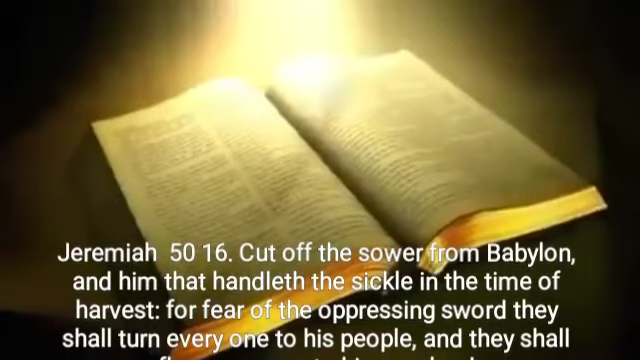 Jeremiah 50 16. Cut off the sower from Babylon,
and him that handleth the sickle in the time of
harvest: for fear of the oppressing sword they
shall turn every one to his people, and they shall